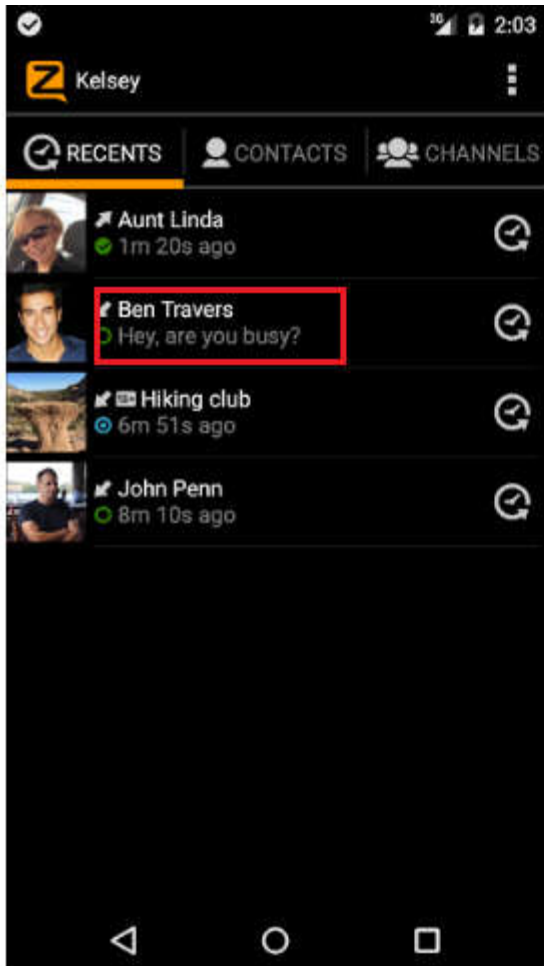 3G 2:03
Kelsey
RECENTS CONTACTS CHANNELS
Aunt Linda
1m 20s ago
Ben Travers
Hey, are you busy?
Hiking club
6m 51s ago
John Penn
8m 10s ago